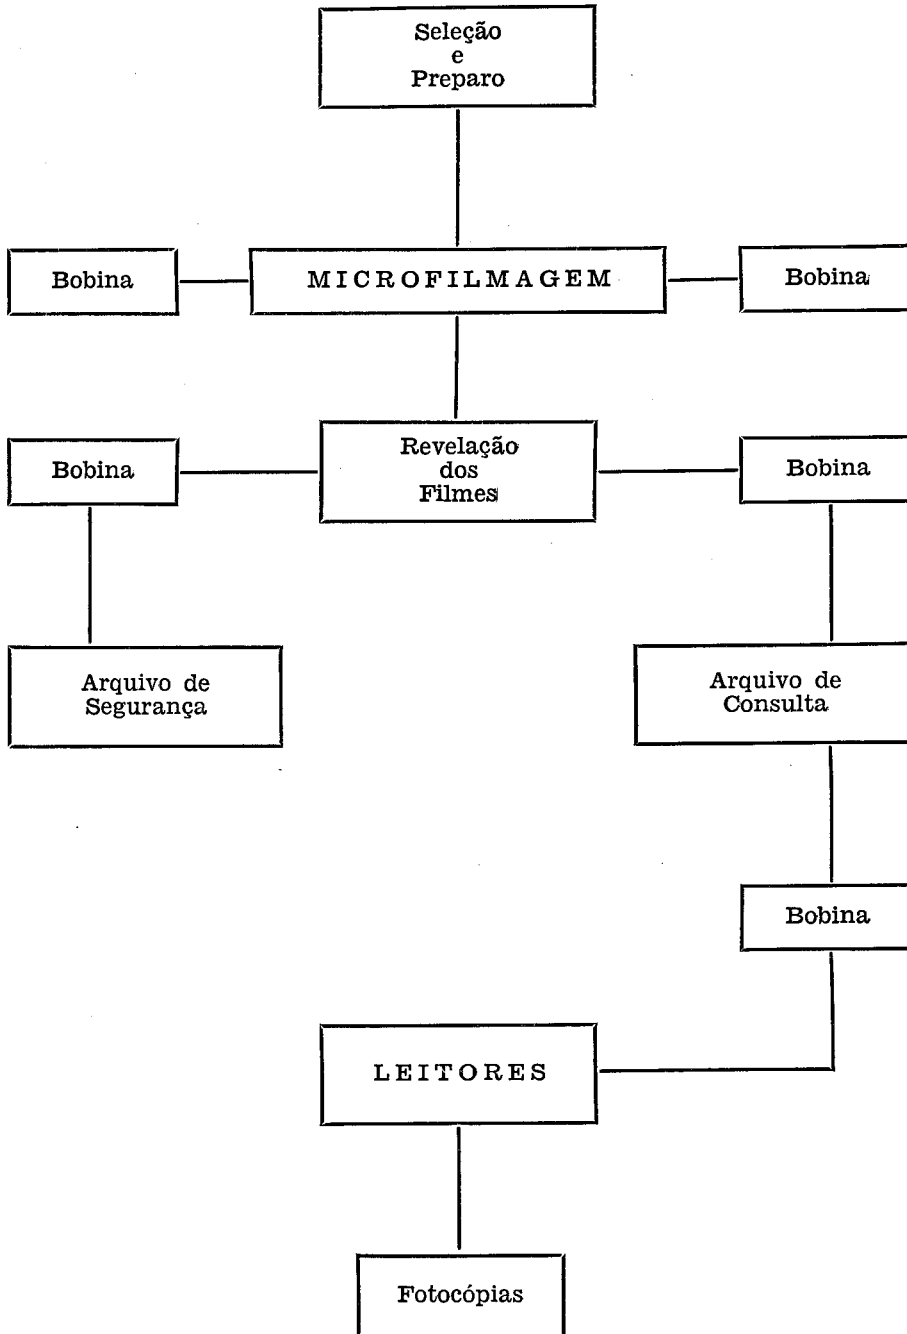 Seleção
e
Preparo
Bobina
MICROFILMAGEM
Bobina
Bobina
Revelação
dos
Filmes
Bobina
Arquivo de
Segurança
Arquivo de
Consulta
Bobina
LEITORES
Fotocópias